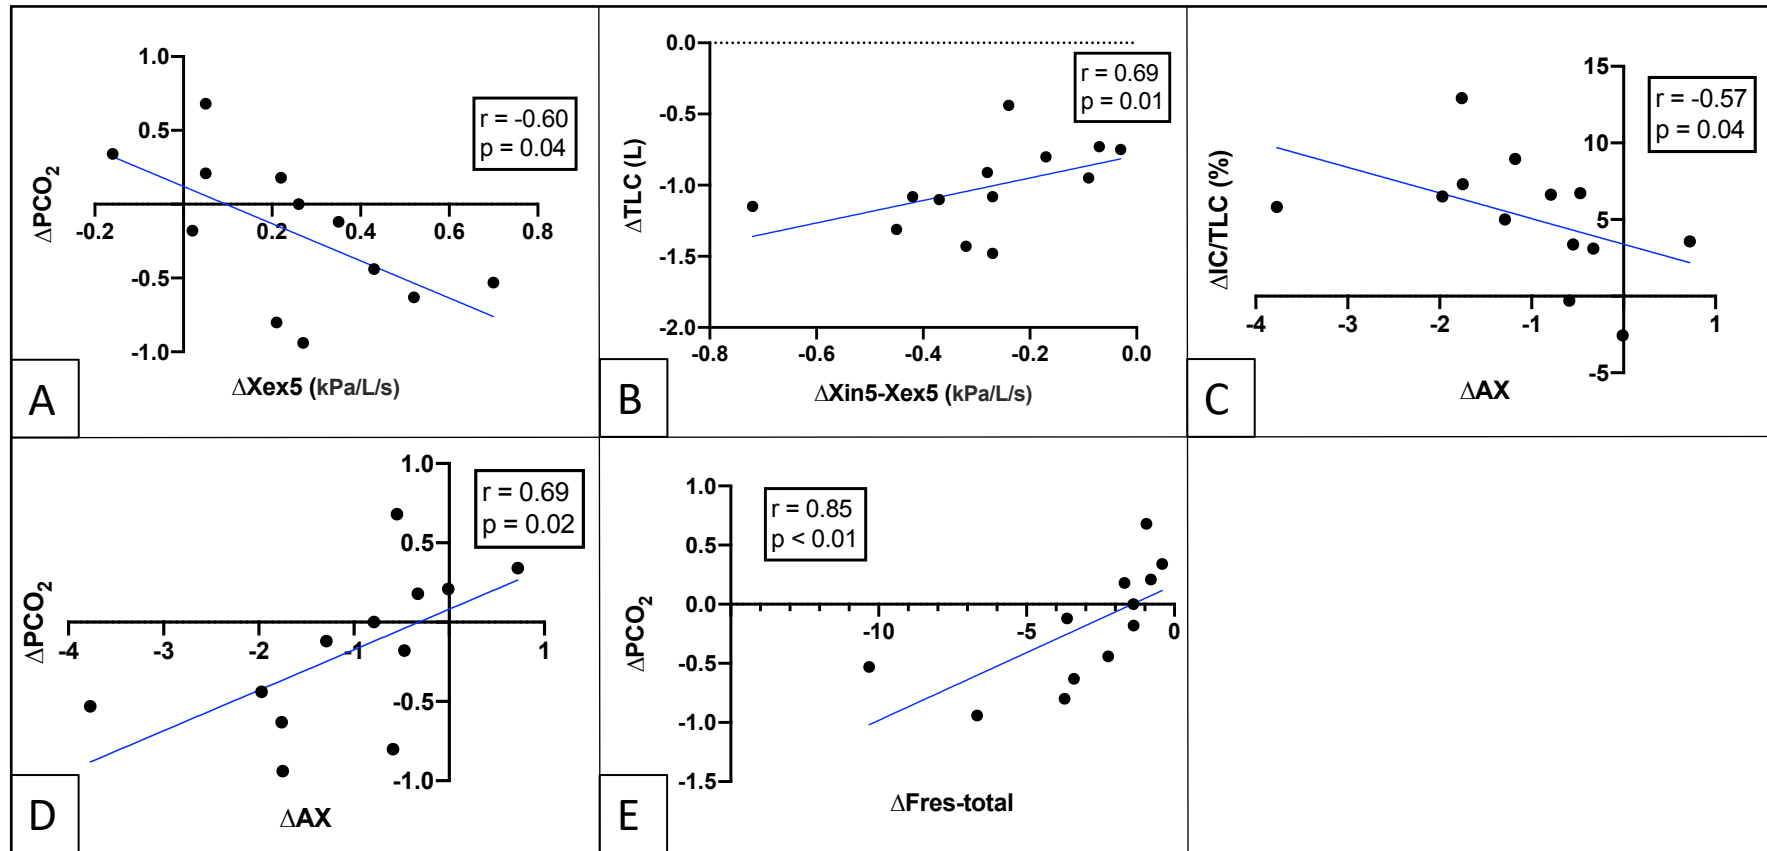 1.0
0.5
-0.5
-1.0
-0.2
0.2
0.4
0.6
0.8
ΔPCO2
ΔXex5 (kPa/L/s)
r = -0.60
p = 0.04
A
0.0
-0.5
-1.0
-1.5
-2.0
-0.8
-0.6
-0.4
-0.2
0.0
ΔTLC (L)
ΔXin5-Xex5 (kPa/L/s)
r = 0.69
p = 0.01
B
15
10
5
-5
-4
-3
-2
-1
1
ΔIC/TLC (%)
ΔAX
r = -0.57
p = 0.04
C
1.0
0.5
-0.5
-1.0
-4
-3
-2
-1
1
ΔPCO2
ΔAX
r = 0.69
p = 0.02
D
1.0
0.5
0.0
-0.5
-1.0
-1.5
-10
-5
0
ΔPCO2
ΔFres-total
r = 0.85
p < 0.01
E